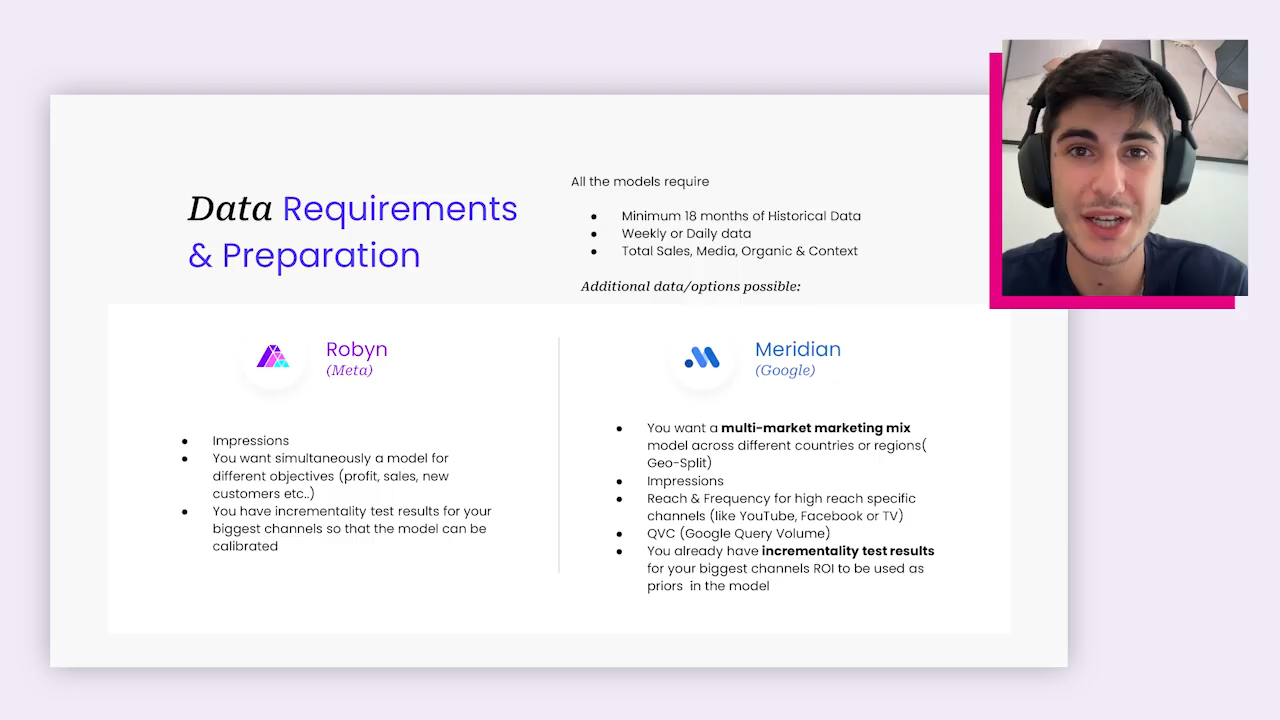 Data Requirements
& Preparation
All the models require
● Minimum 18 months of Historical Data
● Weekly or Daily data
● Total Sales, Media, Organic & Context
Additional data/options possible:
Robyn
(Meta)
● Impressions
● You want simultaneously a model for
different objectives (profit, sales, new
customers etc..)
● You have incrementality test results for your
biggest channels so that the model can be
calibrated
Meridian
(Google)
● You want a multi-market marketing mix
model across different countries or regions(
Geo-Split)
● Impressions
● Reach & Frequency for high reach specific
channels (like YouTube, Facebook or TV)
● QVC (Google Query Volume)
● You already have incrementality test results
for your biggest channels ROI to be used as
priors in the model